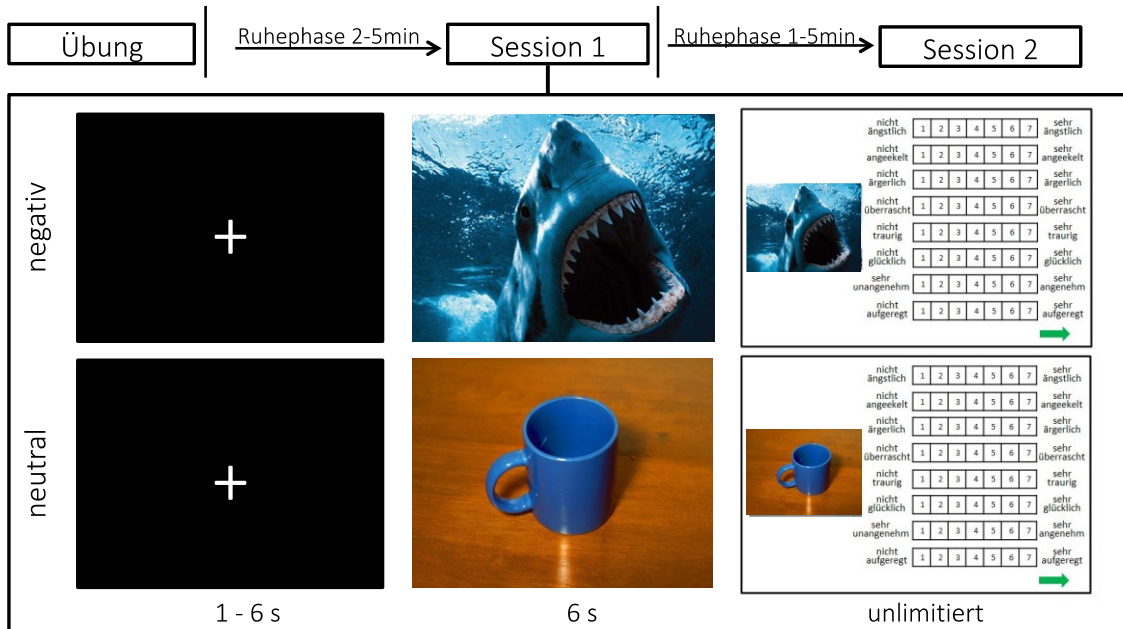 Übung
Ruhephase 2-5min
Session 1
Ruhephase 1-5min
Session 2
negativ
nicht
ängstlich
1 2 3 4 5 6 7
sehr
ängstlich
nicht
angeekelt
1 2 3 4 5 6 7
sehr
angeekelt
nicht
ärgerlich
1 2 3 4 5 6 7
sehr
ärgerlich
nicht
überrascht
1 2 3 4 5 6 7
sehr
überrascht
nicht
traurig
1 2 3 4 5 6 7
sehr
traurig
nicht
glücklich
1 2 3 4 5 6 7
sehr
glücklich
sehr
unangenehm
1 2 3 4 5 6 7
sehr
angenehm
nicht
aufgeregt
1 2 3 4 5 6 7
sehr
aufgeregt
neutral
nicht
ängstlich
1 2 3 4 5 6 7
sehr
ängstlich
nicht
angeekelt
1 2 3 4 5 6 7
sehr
angeekelt
nicht
ärgerlich
1 2 3 4 5 6 7
sehr
ärgerlich
nicht
überrascht
1 2 3 4 5 6 7
sehr
überrascht
nicht
traurig
1 2 3 4 5 6 7
sehr
traurig
nicht
glücklich
1 2 3 4 5 6 7
sehr
glücklich
sehr
unangenehm
1 2 3 4 5 6 7
sehr
angenehm
nicht
aufgeregt
1 2 3 4 5 6 7
sehr
aufgeregt
1 - 6 s
6 s
unlimitiert